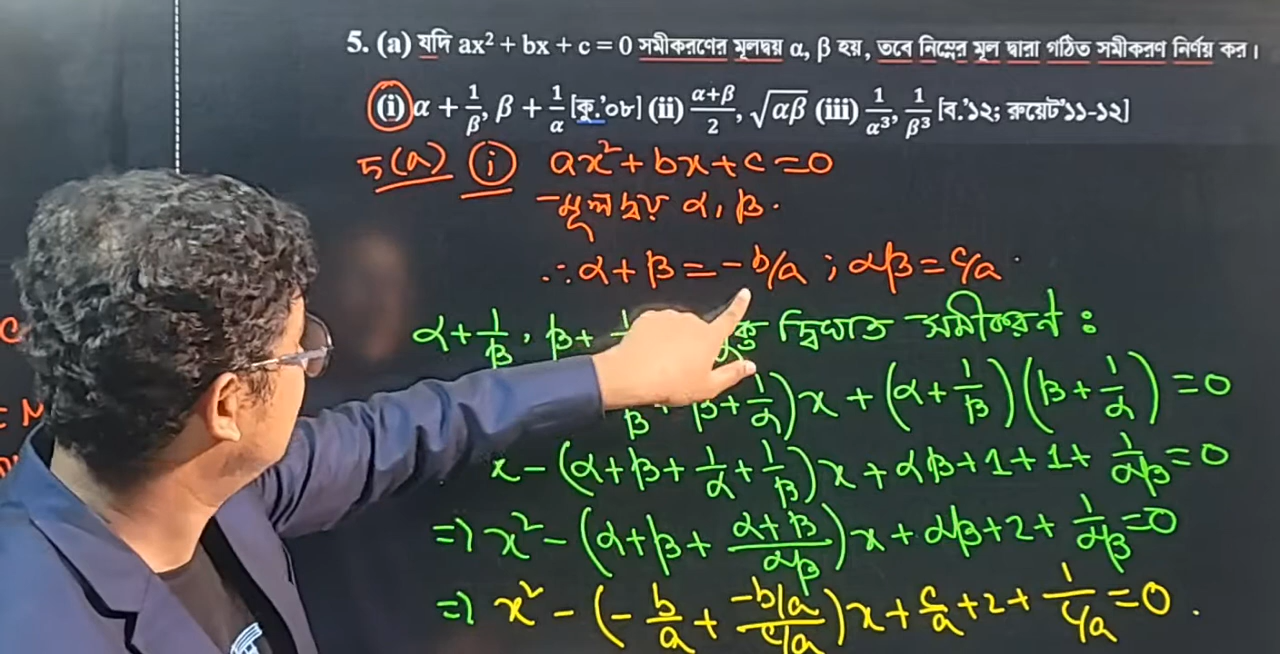 5. (a) যদি ax² + bx + c = 0 সমীকরণের মূলদ্বয় α, β হয়, তবে নিম্নের মূল দ্বারা গঠিত সমীকরণ নির্ণয় কর।
(i) α + 1/β, β + 1/α [কু.'০৮] (ii) (α+β)/2, √(αβ) (iii) 1/α³, 1/β³ [ব.'১২; রুয়েট'১১-১২]
5(a) (i) ax² + bx + c = 0
মূলদ্বয় α, β.
∴ α + β = -b/a ; αβ = c/a
α + 1/β, β + দ্বিঘাত সমীকরণ :
β + 1/α)x + (α + 1/β)(β + 1/α) = 0
x - (α + β + 1/α + 1/β)x + αβ + 1 + 1 + 1/αβ = 0
=> x² - (α + β + (α+β)/αβ)x + αβ + 2 + 1/αβ = 0
=> x² - (-b/a + (-b/a)/(c/a))x + c/a + 2 + 1/(c/a) = 0.